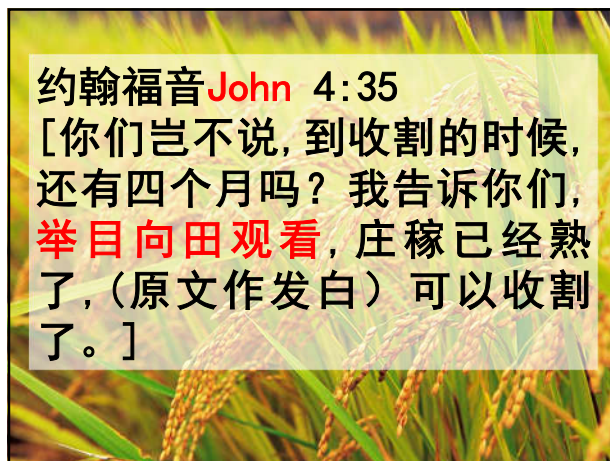 约翰福音John 4:35
[你们岂不说,到收割的时候,
还有四个月吗？我告诉你们,
举目向田观看,庄稼已经熟
了,(原文作发白）可以收割
了。]